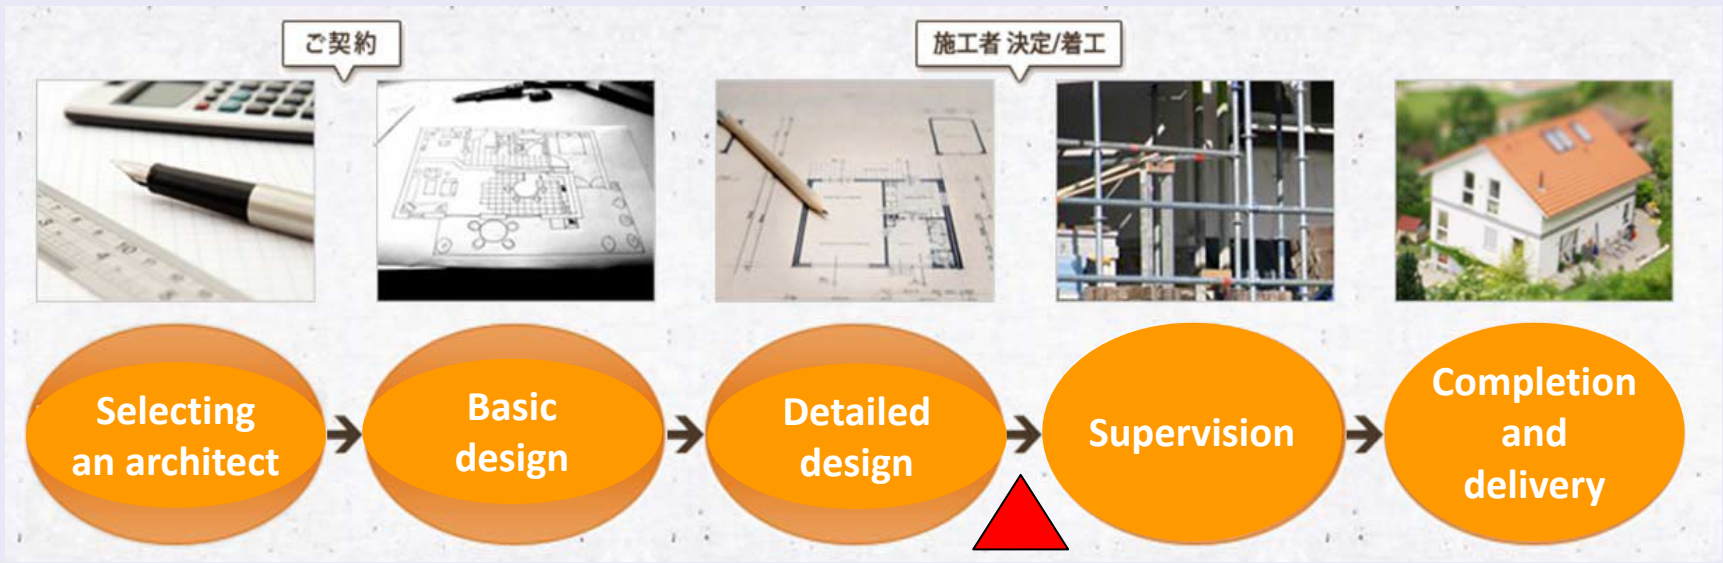 ご契約
施工者 決定/着工
Selecting
an architect
Basic
design
Detailed
design
Supervision
Completion
and
delivery